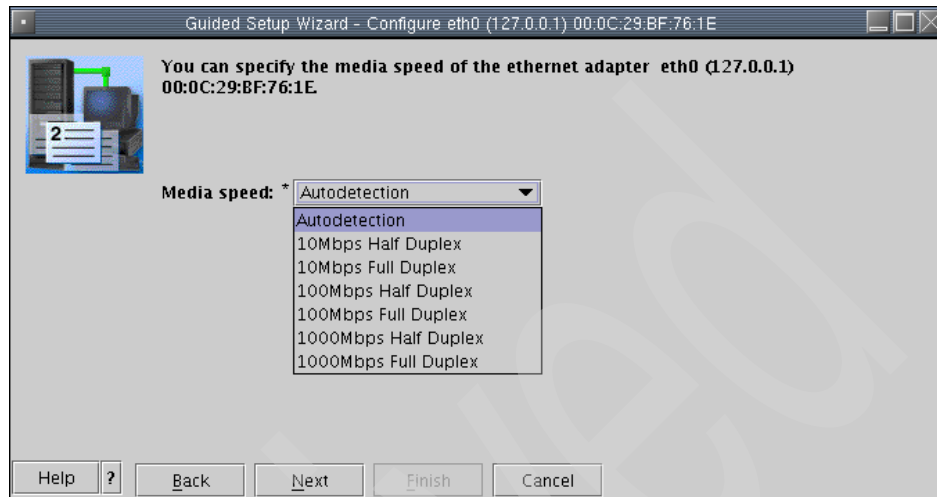 Guided Setup Wizard - Configure eth0 (127.0.0.1) 00:0C:29:BF:76:1E
You can specify the media speed of the ethernet adapter eth0 (127.0.0.1)
00:0C:29:BF:76:1E.
2
Media speed: * Autodetection
Autodetection
10Mbps Half Duplex
10Mbps Full Duplex
100Mbps Half Duplex
100Mbps Full Duplex
1000Mbps Half Duplex
1000Mbps Full Duplex
Help ? Back Next Finish Cancel